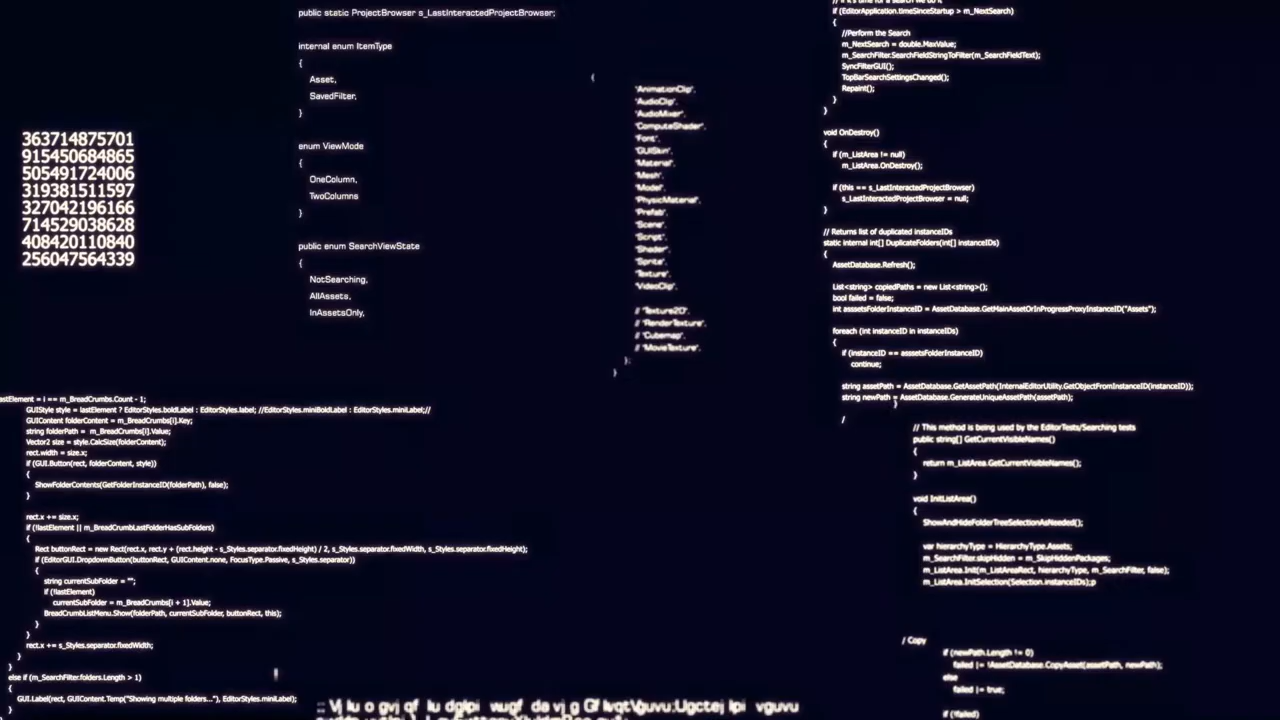 363714875701
915450684865
505491724006
319381511597
327042196166
714529038628
408420110840
256047564339
public static ProjectBrowser s_LastInteractedProjectBrowser;
internal enum ItemType
{
Asset,
SavedFilter,
}
enum ViewMode
{
OneColumn,
TwoColumns
}
public enum SearchViewState
{
NotSearching,
AllAssets,
InAssetsOnly,
{
"AnimationClip",
"AudioClip",
"AudioMixer",
"ComputeShader",
"Font",
"GUISkin",
"Material",
"Mesh",
"Model",
"PhysicMaterial",
"Prefab",
"Scene",
"Script",
"Shader",
"Sprite",
"Texture",
"VideoClip",
// "Texture2D",
// "RenderTexture",
// "Cubemap",
// "MovieTexture",
};
}
if (EditorApplication.timeSinceStartup > m_NextSearch)
{
//Perform the Search
m_NextSearch = double.MaxValue;
m_SearchFilter.SearchFieldStringToFilter(m_SearchFieldText);
SyncFilterGUI();
TopBarSearchSettingsChanged();
Repaint();
}
}
void OnDestroy()
{
if (m_ListArea != null)
m_ListArea.OnDestroy();
if (this == s_LastInteractedProjectBrowser)
s_LastInteractedProjectBrowser = null;
}
// Returns list of duplicated instanceIDs
static internal int[] DuplicateFolders(int[] instanceIDs)
{
AssetDatabase.Refresh();
List<string> copiedPaths = new List<string>();
bool failed = false;
int asssetsFolderInstanceID = AssetDatabase.GetMainAssetOrInProgressProxyInstanceID("Assets");
foreach (int instanceID in instanceIDs)
{
if (instanceID == asssetsFolderInstanceID)
continue;
string assetPath = AssetDatabase.GetAssetPath(InternalEditorUtility.GetObjectFromInstanceID(instanceID));
string newPath = AssetDatabase.GenerateUniqueAssetPath(assetPath);
}
/
// This method is being used by the EditorTests/Searching tests
public string[] GetCurrentVisibleNames()
{
return m_ListArea.GetCurrentVisibleNames();
}
void InitListArea()
{
ShowAndHideFolderTreeSelectionAsNeeded();
var hierarchyType = HierarchyType.Assets;
m_SearchFilter.skipHidden = m_SkipHiddenPackages;
m_ListArea.Init(m_ListAreaRect, hierarchyType, m_SearchFilter, false);
m_ListArea.InitSelection(Selection.instanceIDs);p
/ Copy
if (newPath.Length != 0)
failed |= !AssetDatabase.CopyAsset(assetPath, newPath);
else
failed |= true;
if (!failed)
astElement = i == m_BreadCrumbs.Count - 1;
GUIStyle style = lastElement ? EditorStyles.boldLabel : EditorStyles.label; //EditorStyles.miniBoldLabel : EditorStyles.miniLabel;//
GUIContent folderContent = m_BreadCrumbs[i].Key;
string folderPath = m_BreadCrumbs[i].Value;
Vector2 size = style.CalcSize(folderContent);
rect.width = size.x;
if (GUI.Button(rect, folderContent, style))
{
ShowFolderContents(GetFolderInstanceID(folderPath), false);
}
rect.x += size.x;
if (!lastElement || m_BreadCrumbLastFolderHasSubFolders)
{
Rect buttonRect = new Rect(rect.x, rect.y + (rect.height - s_Styles.separator.fixedHeight) / 2, s_Styles.separator.fixedWidth, s_Styles.separator.fixedHeight);
if (EditorGUI.DropdownButton(buttonRect, GUIContent.none, FocusType.Passive, s_Styles.separator))
{
string currentSubFolder = "";
if (!lastElement)
currentSubFolder = m_BreadCrumbs[i + 1].Value;
BreadCrumbListMenu.Show(folderPath, currentSubFolder, buttonRect, this);
}
}
rect.x += s_Styles.separator.fixedWidth;
}
}
else if (m_SearchFilter.folders.Length > 1)
{
GUI.Label(rect, GUIContent.Temp("Showing multiple folders..."), EditorStyles.miniLabel);
}